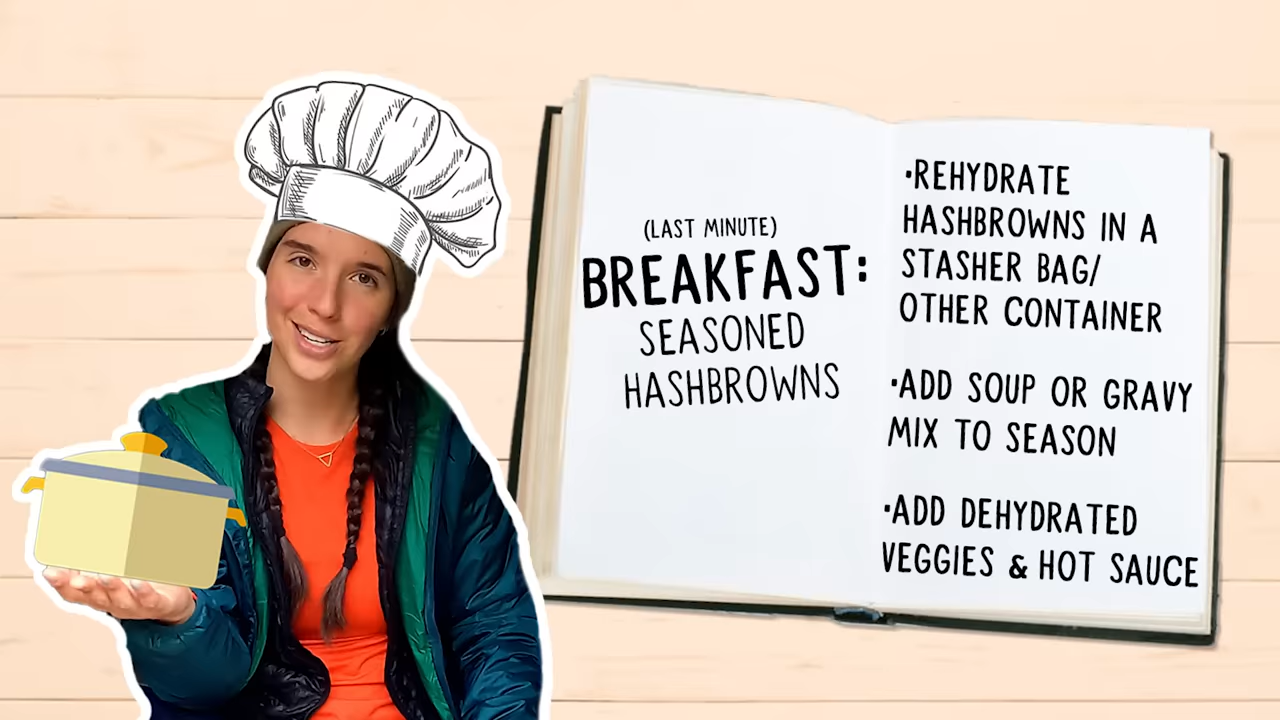 (LAST MINUTE)
BREAKFAST:
SEASONED
HASHBROWNS
•REHYDRATE
HASHBROWNS IN A
STASHER BAG/
OTHER CONTAINER
•ADD SOUP OR GRAVY
MIX TO SEASON
•ADD DEHYDRATED
VEGGIES & HOT SAUCE